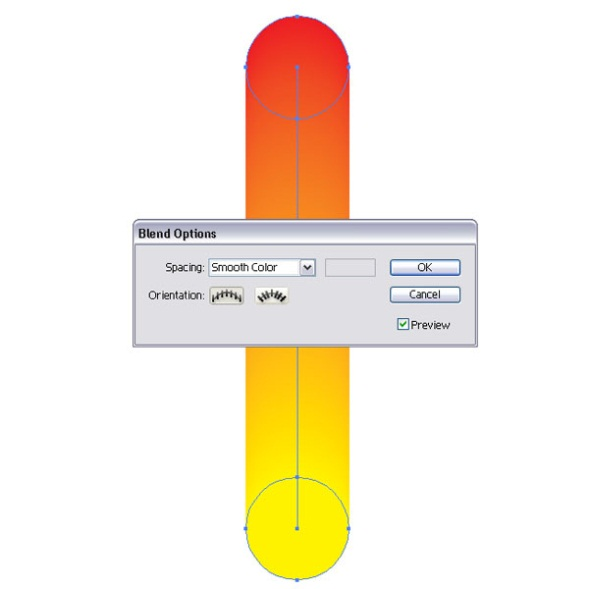 Blend Options
Spacing: Smooth Color OK
Orientation: Cancel
Preview